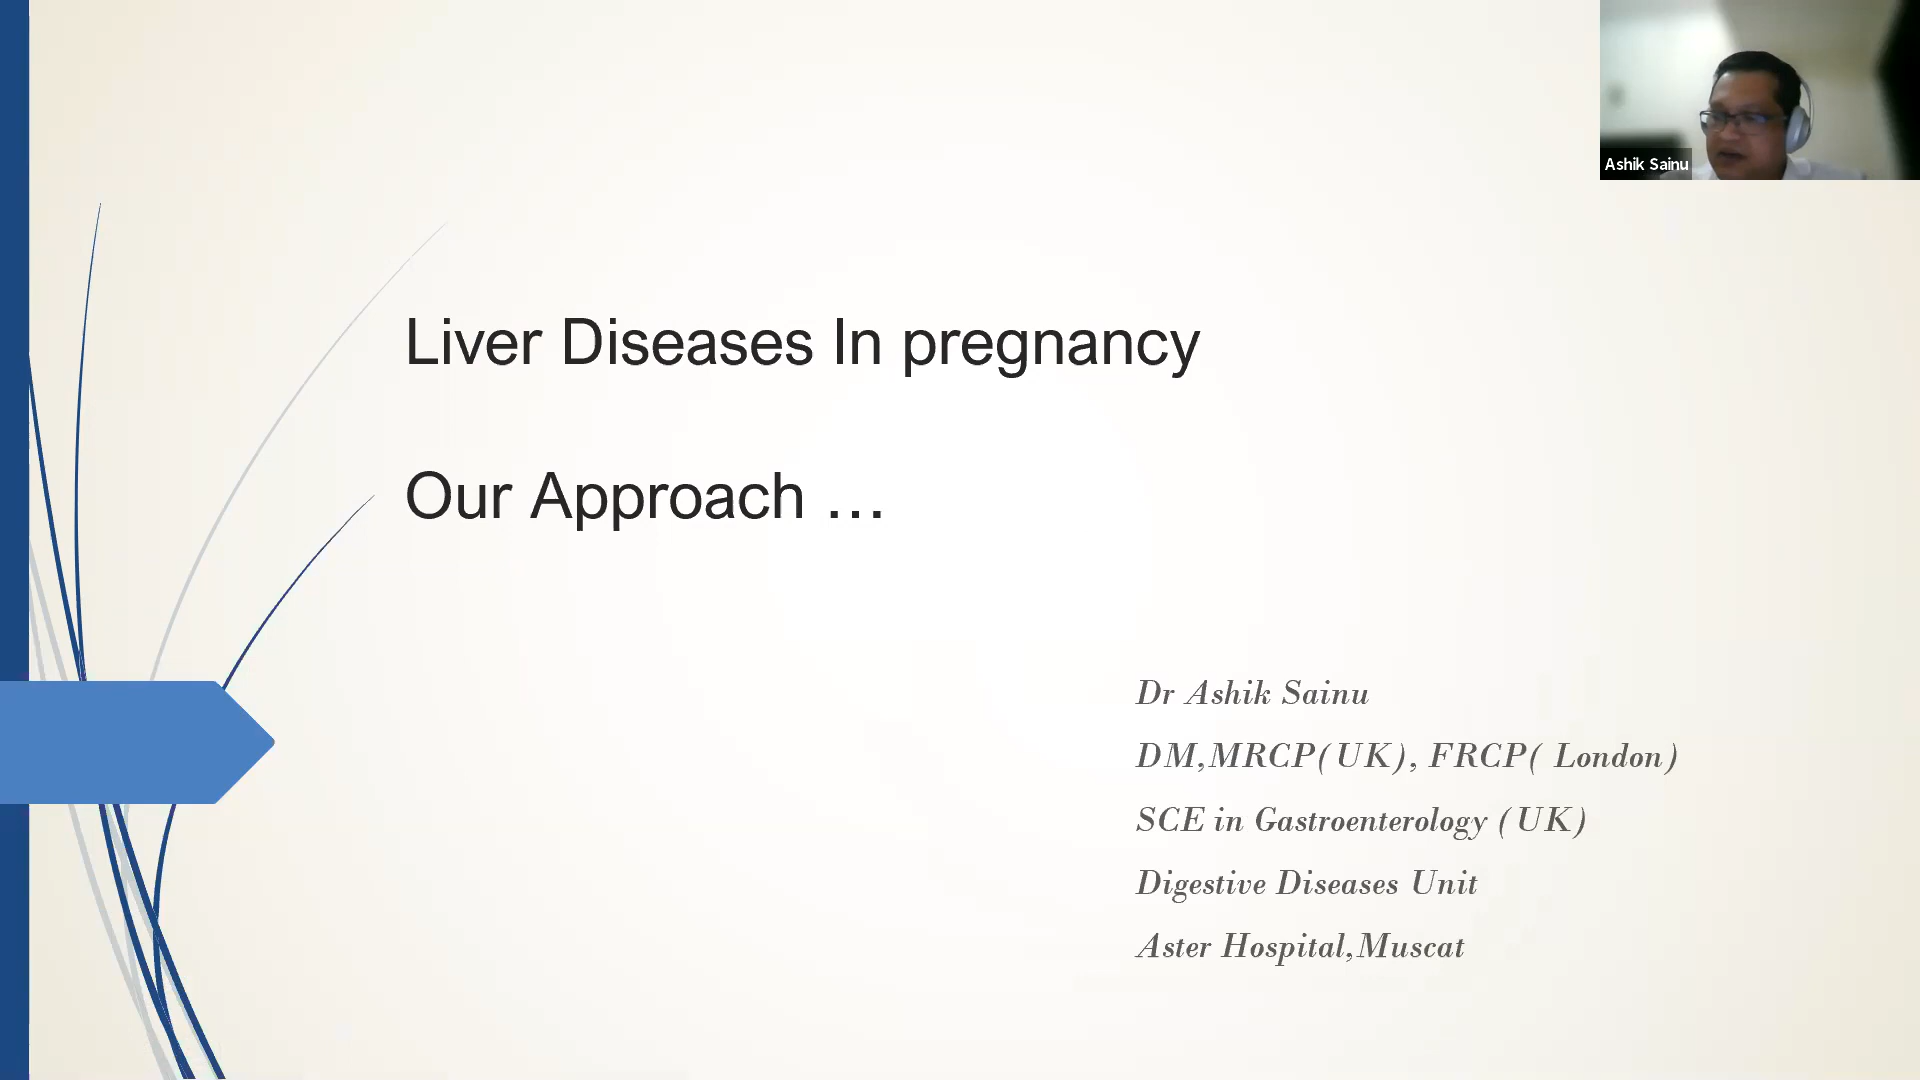 Ashik Sainu
Liver Diseases In pregnancy
Our Approach …
Dr Ashik Sainu
DM,MRCP(UK), FRCP( London)
SCE in Gastroenterology (UK)
Digestive Diseases Unit
Aster Hospital,Muscat